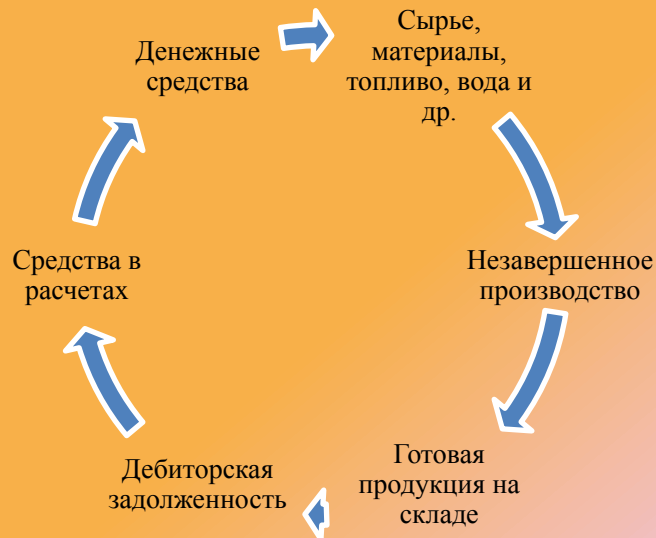 Денежные
средства
Сырье,
материалы,
топливо, вода и
др.
Незавершенное
производство
Готовая
продукция на
складе
Дебиторская
задолженность
Средства в
расчетах